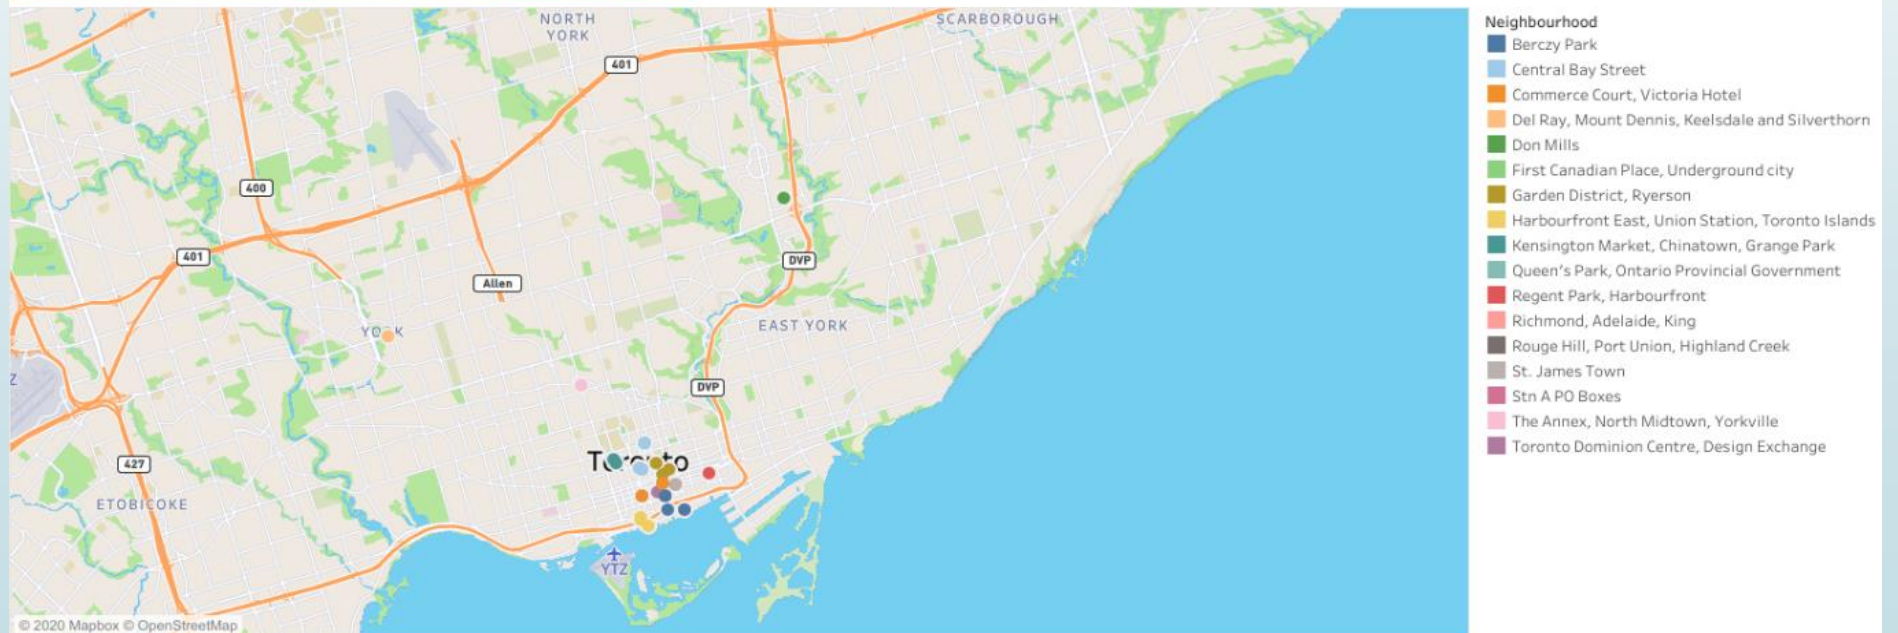 NORTH
YORK
SCARBOROUGH
401
400
401
DVP
Allen
YORK
EAST YORK
DVP
Toronto
427
ETOBICOKE
YTZ
Z
© 2020 Mapbox © OpenStreetMap
Neighbourhood
Berczy Park
Central Bay Street
Commerce Court, Victoria Hotel
Del Ray, Mount Dennis, Keelsdale and Silverthorn
Don Mills
First Canadian Place, Underground city
Garden District, Ryerson
Harbourfront East, Union Station, Toronto Islands
Kensington Market, Chinatown, Grange Park
Queen's Park, Ontario Provincial Government
Regent Park, Harbourfront
Richmond, Adelaide, King
Rouge Hill, Port Union, Highland Creek
St. James Town
Stn A PO Boxes
The Annex, North Midtown, Yorkville
Toronto Dominion Centre, Design Exchange